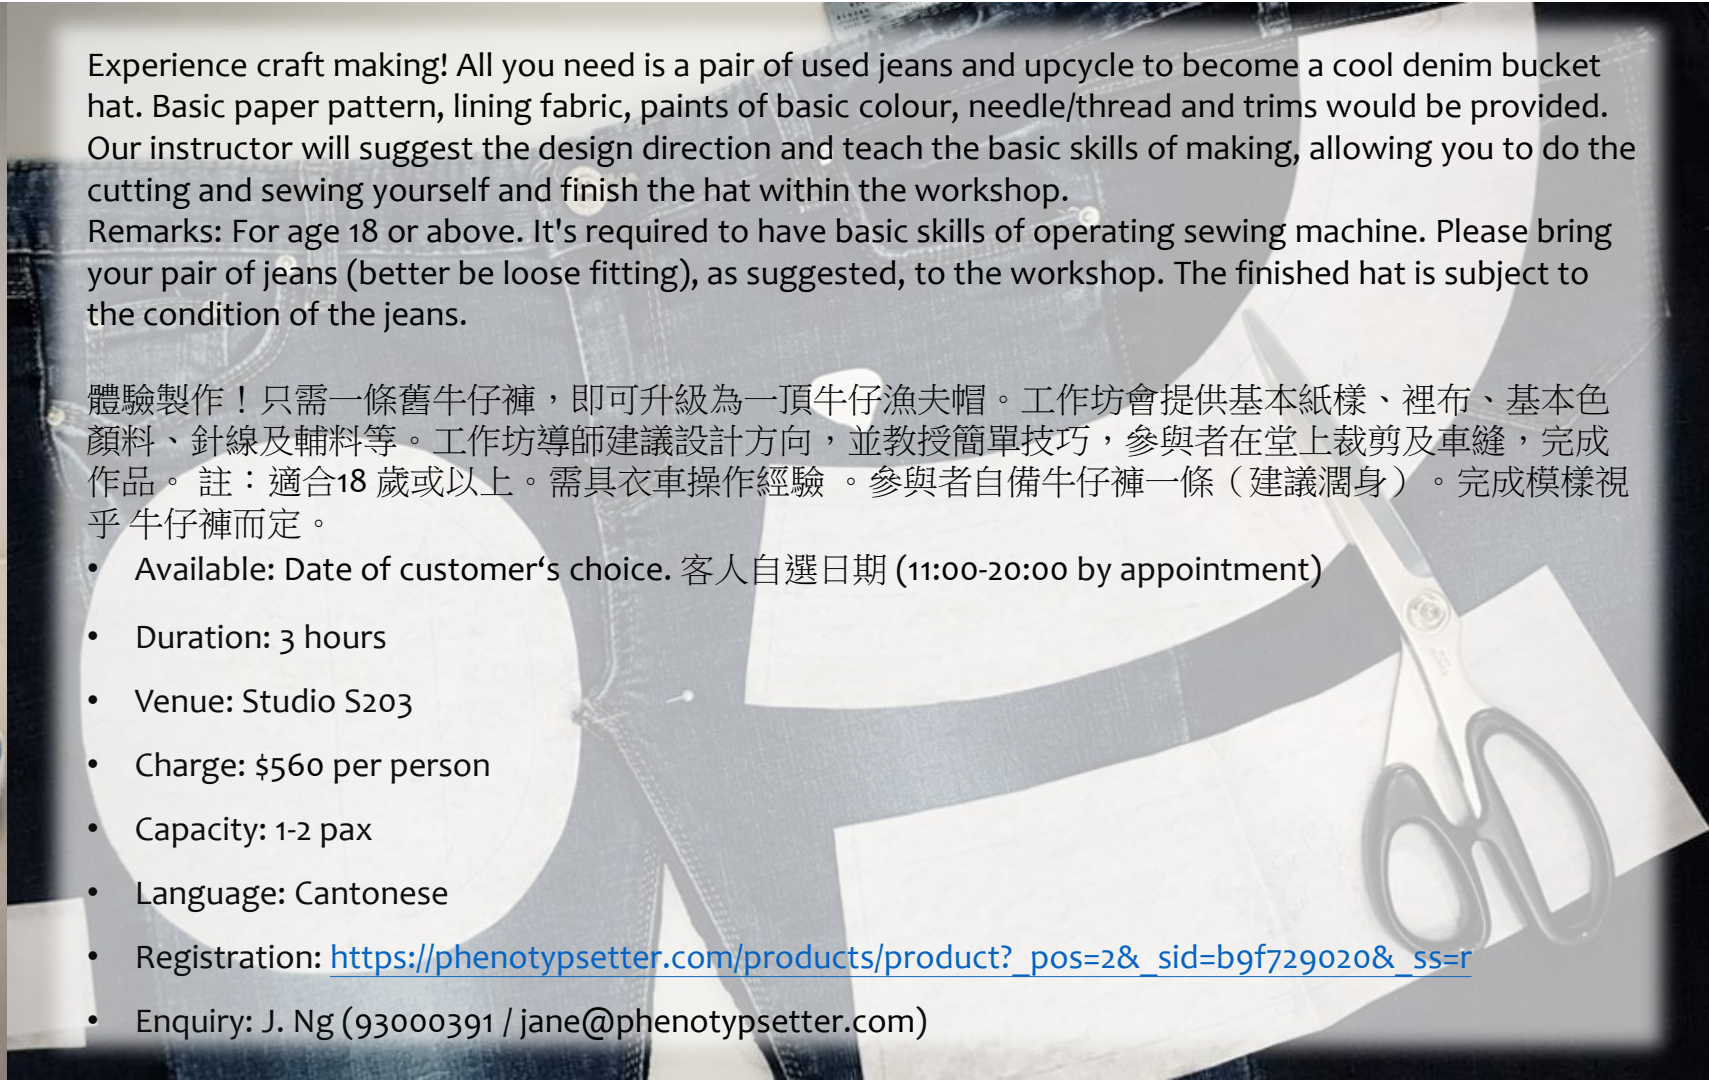 Experience craft making! All you need is a pair of used jeans and upcycle to become a cool denim bucket
hat. Basic paper pattern, lining fabric, paints of basic colour, needle/thread and trims would be provided.
Our instructor will suggest the design direction and teach the basic skills of making, allowing you to do the
cutting and sewing yourself and finish the hat within the workshop.
Remarks: For age 18 or above. It's required to have basic skills of operating sewing machine. Please bring
your pair of jeans (better be loose fitting), as suggested, to the workshop. The finished hat is subject to
the condition of the jeans.
體驗製作！只需一條舊牛仔褲，即可升級為一頂牛仔漁夫帽。工作坊會提供基本紙樣、裡布、基本色
顏料、針線及輔料等。工作坊導師建議設計方向，並教授簡單技巧，參與者在堂上裁剪及車縫，完成
作品。 註：適合18 歲或以上。需具衣車操作經驗 。參與者自備牛仔褲一條（建議濶身）。完成模樣視
乎 牛仔褲而定。
• Available: Date of customer‘s choice. 客人自選日期 (11:00-20:00 by appointment)
• Duration: 3 hours
• Venue: Studio S203
• Charge: $560 per person
• Capacity: 1-2 pax
• Language: Cantonese
• Registration: https://phenotypsetter.com/products/product?_pos=2&_sid=b9f729020&_ss=r
• Enquiry: J. Ng (93000391 / jane@phenotypsetter.com)